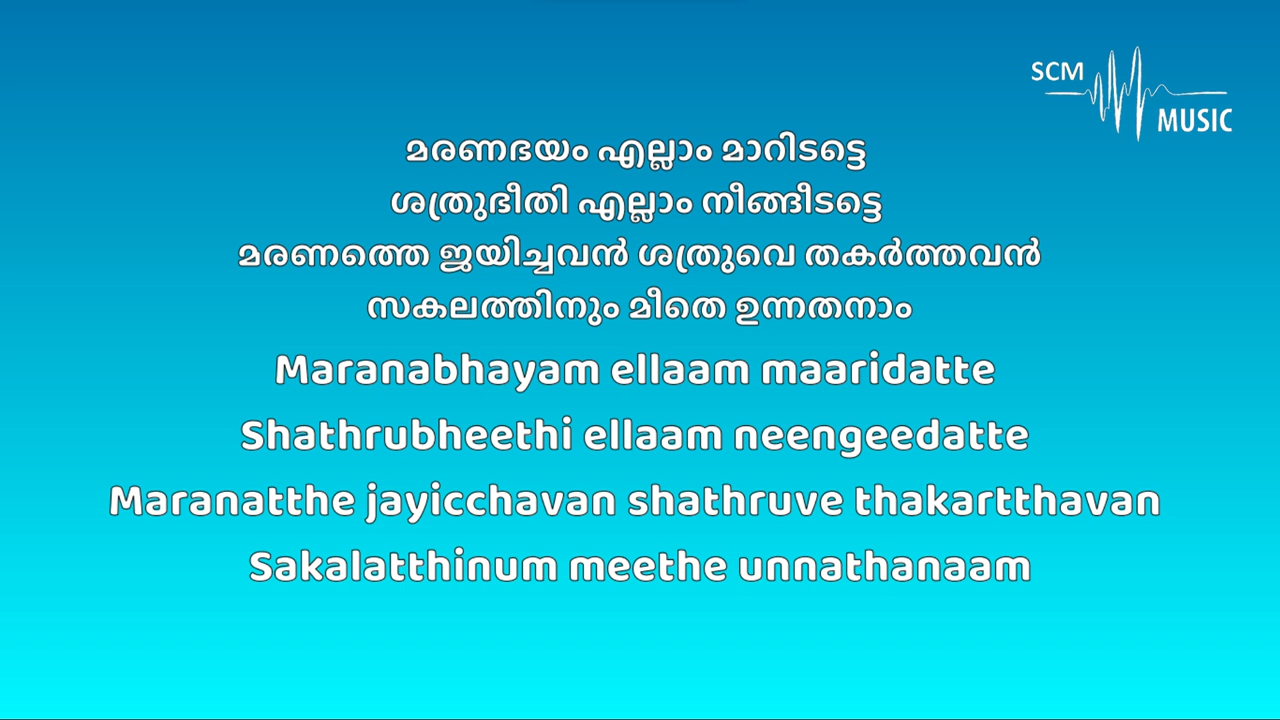 SCM
MUSIC
മരണഭയം എല്ലാം മാറിടട്ടെ
ശത്രുഭീതി എല്ലാം നീങ്ങീടട്ടെ
മരണത്തെ ജയിച്ചവൻ ശത്രുവെ തകർത്തവൻ
സകലത്തിനും മീതെ ഉന്നതനാം
Maranabhayam ellaam maaridatte
Shathrubheethi ellaam neengeedatte
Maranatthe jayicchavan shathruve thakartthavan
Sakalatthinum meethe unnathanaam